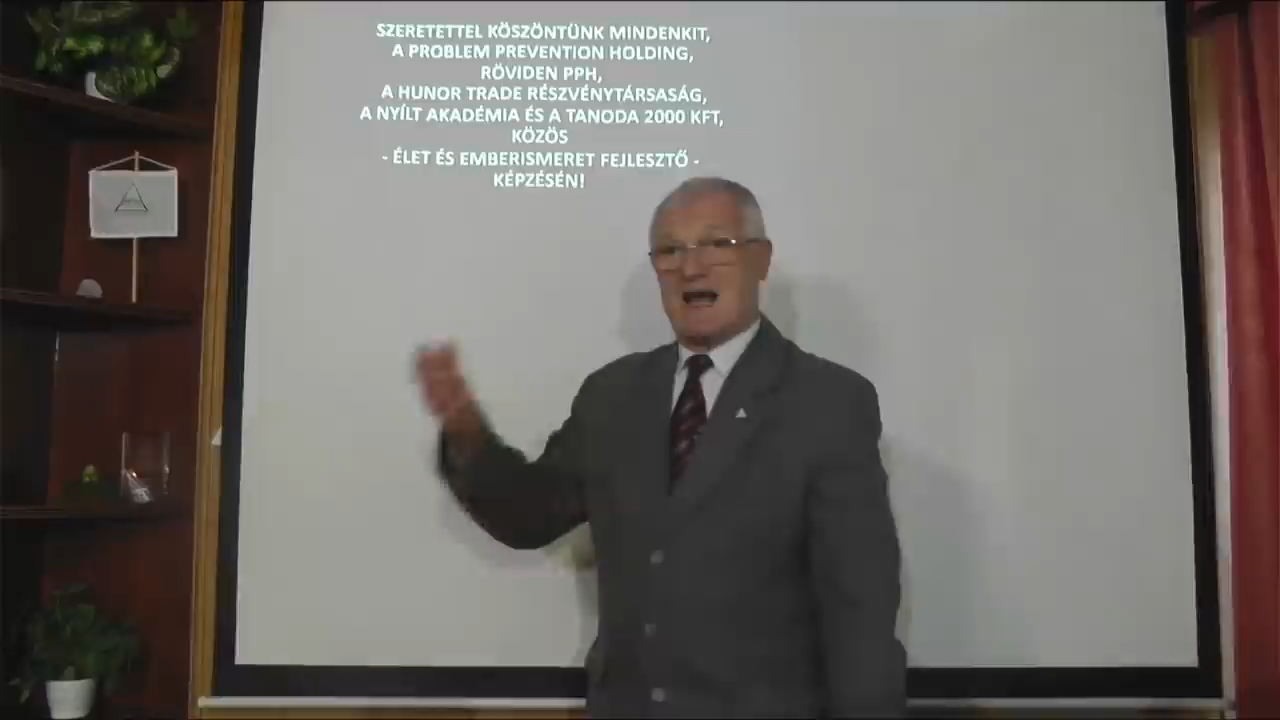 SZERETETTEL KÖSZÖNTÜNK MINDENKIT,
A PROBLEM PREVENTION HOLDING,
RÖVIDEN PPH,
A HUNOR TRADE RÉSZVÉNYTÁRSASÁG,
A NYÍLT AKADÉMIA ÉS A TANODA 2000 KFT,
KÖZÖS
- ÉLET ÉS EMBERISMERET FEJLESZTŐ -
KÉPZÉSÉN!